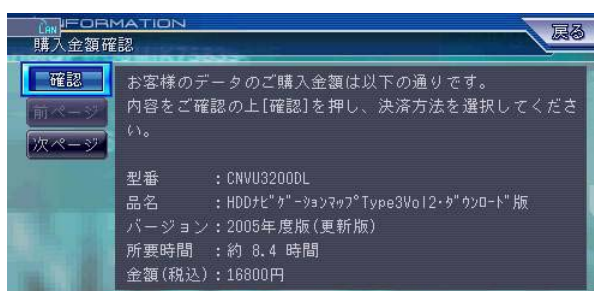 LAN INFORMATION
戻る
購入金額確認
確認
前ページ
次ページ
お客様のデータのご購入金額は以下の通りです。
内容をご確認の上[確認]を押し、決済方法を選択してくださ
い。
型番 :CNVU3200DL
品名 :HDDﾅﾋﾞｹﾞｰｼｮﾝﾏｯﾌﾟType3Vol2･ﾀﾞｳﾝﾛｰﾄﾞ版
バージョン:2005年度版(更新版)
所要時間 :約 8.4 時間
金額(税込):16800円